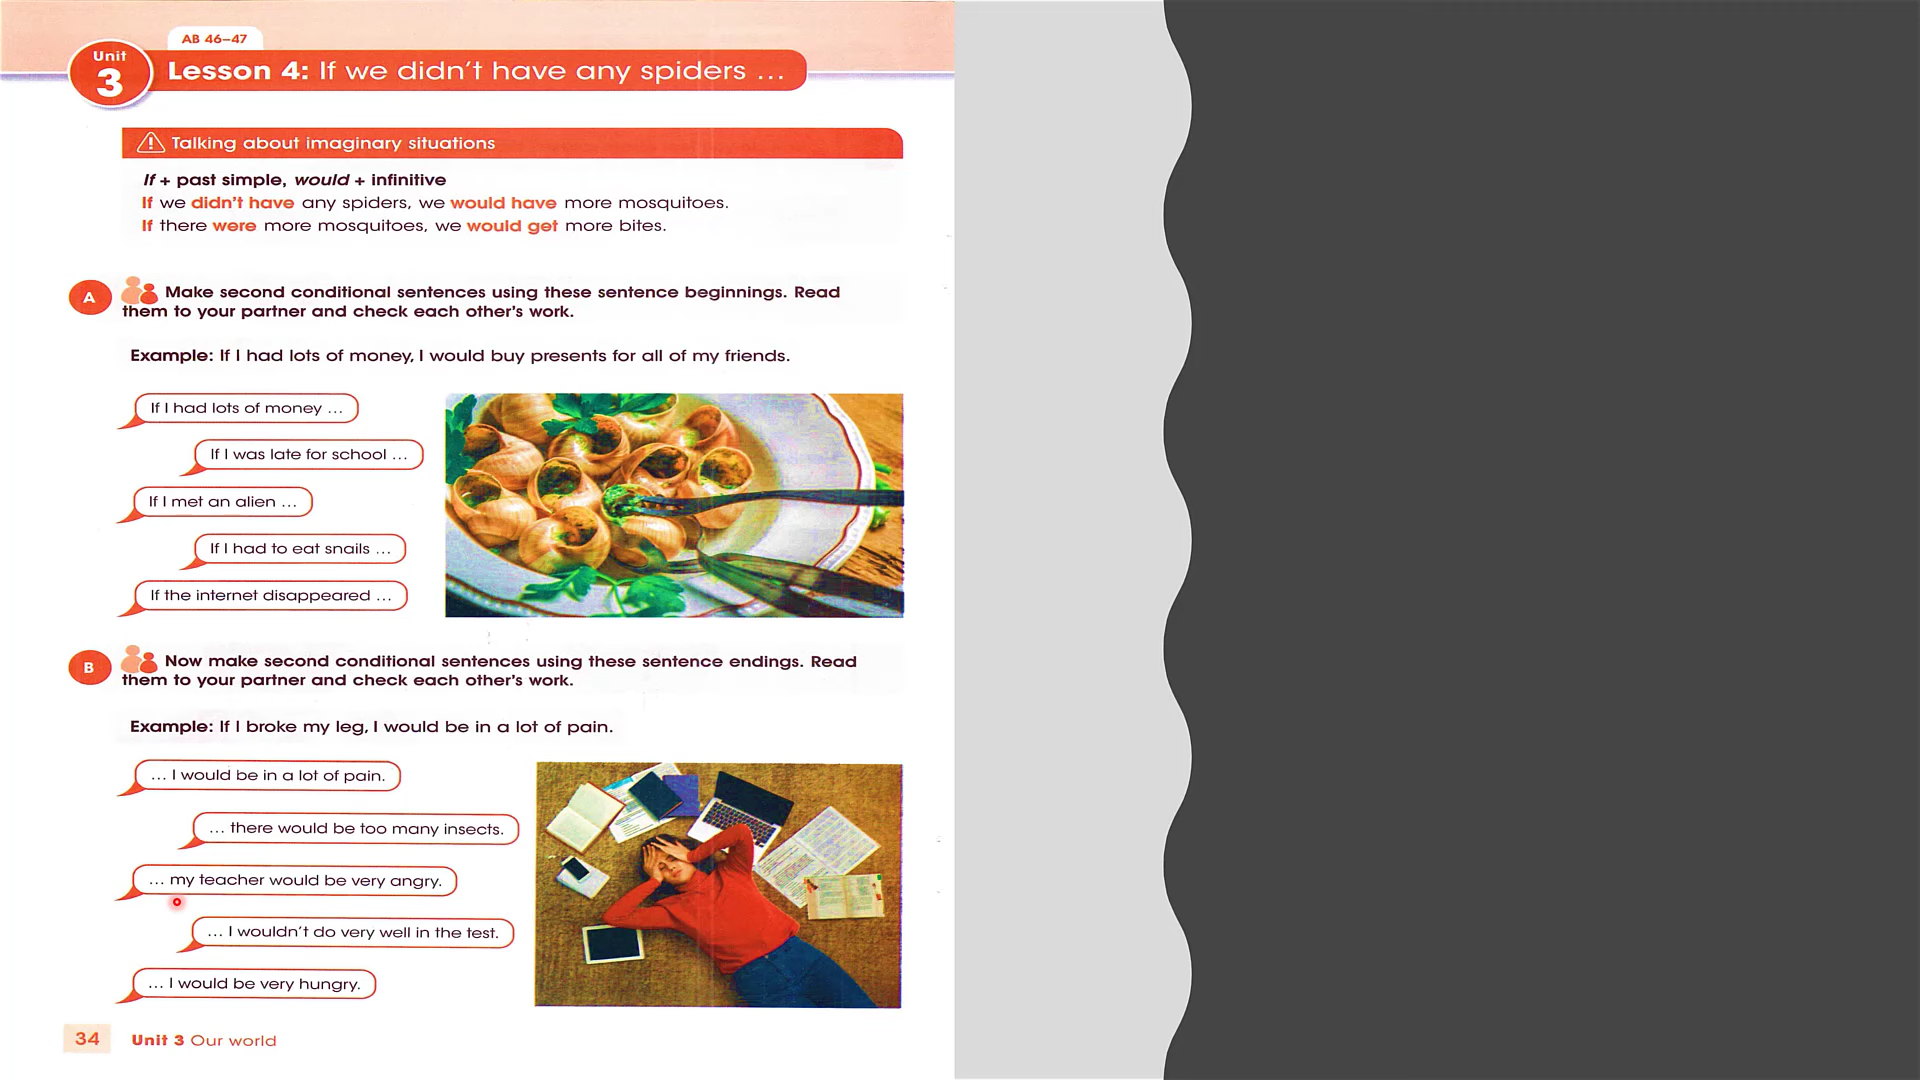 AB 46–47
Unit
3
Lesson 4: If we didn't have any spiders ...
Talking about imaginary situations
If + past simple, would + infinitive
If we didn't have any spiders, we would have more mosquitoes.
If there were more mosquitoes, we would get more bites.
A
Make second conditional sentences using these sentence beginnings. Read
them to your partner and check each other's work.
Example: If I had lots of money, I would buy presents for all of my friends.
If I had lots of money ...
If I was late for school ...
If I met an alien ...
If I had to eat snails ...
If the internet disappeared ...
B
Now make second conditional sentences using these sentence endings. Read
them to your partner and check each other's work.
Example: If I broke my leg, I would be in a lot of pain.
... I would be in a lot of pain.
... there would be too many insects.
... my teacher would be very angry.
... I wouldn't do very well in the test.
... I would be very hungry.
34
Unit 3 Our world